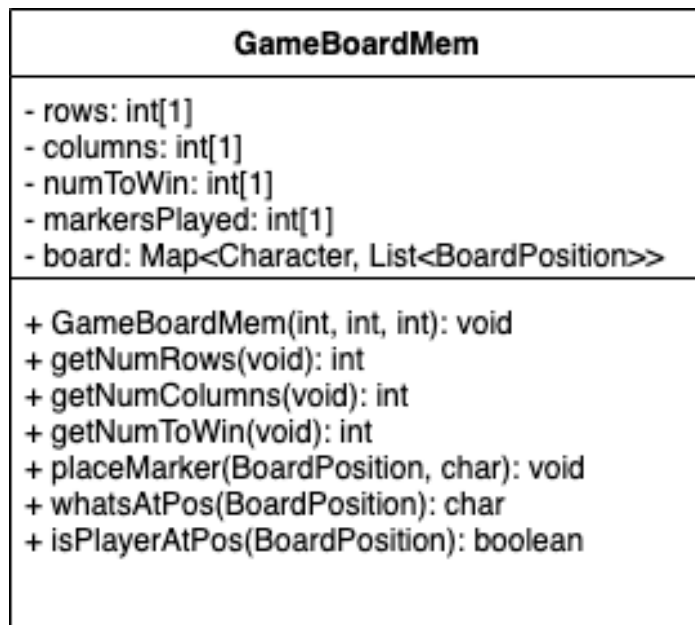 GameBoardMem
- rows: int[1]
- columns: int[1]
- numToWin: int[1]
- markersPlayed: int[1]
- board: Map<Character, List<BoardPosition>>
+ GameBoardMem(int, int, int): void
+ getNumRows(void): int
+ getNumColumns(void): int
+ getNumToWin(void): int
+ placeMarker(BoardPosition, char): void
+ whatsAtPos(BoardPosition): char
+ isPlayerAtPos(BoardPosition): boolean